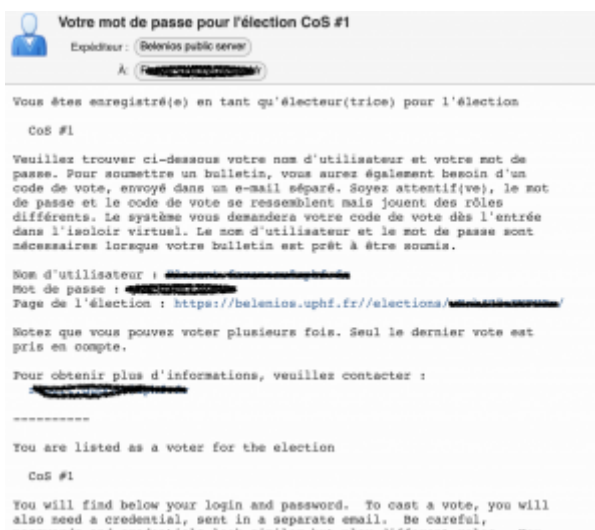 Votre mot de passe pour l'élection CoS #1
Expéditeur : Belenios public server
À :
Vous êtes enregistré(e) en tant qu'électeur(trice) pour l'élection
CoS #1
Veuillez trouver ci-dessous votre nom d'utilisateur et votre mot de
passe. Pour soumettre un bulletin, vous aurez également besoin d'un
code de vote, envoyé dans un e-mail séparé. Soyez attentif(ve), le mot
de passe et le code de vote se ressemblent mais jouent des rôles
différents. Le système vous demandera votre code de vote dès l'entrée
dans l'isoloir virtuel. Le nom d'utilisateur et le mot de passe sont
nécessaires lorsque votre bulletin est prêt à être soumis.
Nom d'utilisateur :
Mot de passe :
Page de l'élection : https://belenios.uphf.fr//elections/
Notez que vous pouvez voter plusieurs fois. Seul le dernier vote est
pris en compte.
Pour obtenir plus d'informations, veuillez contacter :
----------
You are listed as a voter for the election
CoS #1
You will find below your login and password. To cast a vote, you will
also need a credential, sent in a separate email. Be careful,